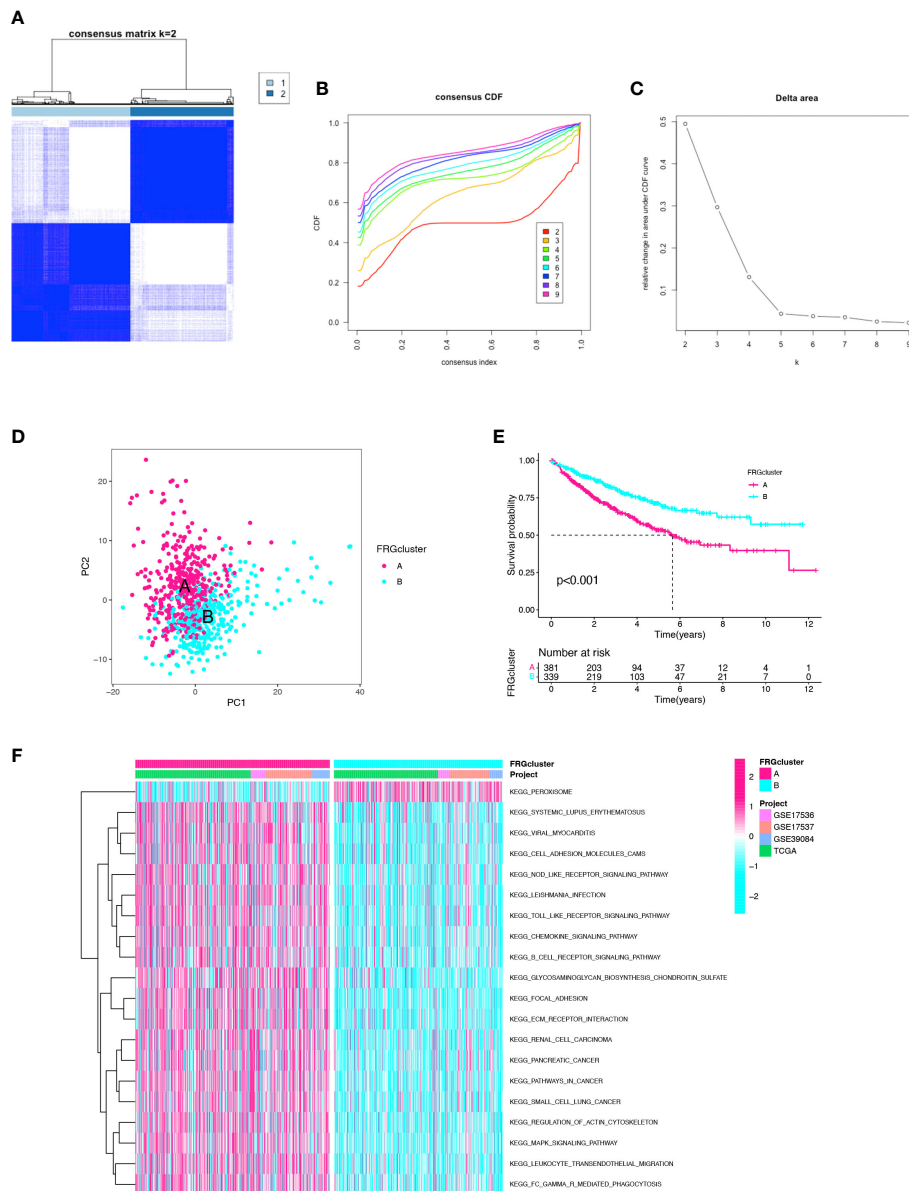 A
consensus matrix k=2
1
2
B
consensus CDF
CDF
1.0
0.8
0.6
0.4
0.2
0.0
2
3
4
5
6
7
8
9
0.0 0.2 0.4 0.6 0.8 1.0
consensus index
C
Delta area
relative change in area under CDF curve
0.5
0.4
0.3
0.2
0.1
2 3 4 5 6 7 8 9
k
D
PC2
20
10
0
−10
−20 0 20 40
PC1
FRGcluster
A
B
A
B
E
FRGcluster
A
B
Survival probability
1.00
0.75
0.50
0.25
0.00
p<0.001
0 1 2 3 4 5 6 7 8 9 10 11 12
Time(years)
Number at risk
FRGcluster
A 381 203 94 37 12 4 1
B 339 219 103 47 21 7 0
0 2 4 6 8 10 12
Time(years)
F
FRGcluster
Project
KEGG_PEROXISOME
KEGG_SYSTEMIC_LUPUS_ERYTHEMATOSUS
KEGG_VIRAL_MYOCARDITIS
KEGG_CELL_ADHESION_MOLECULES_CAMS
KEGG_NOD_LIKE_RECEPTOR_SIGNALING_PATHWAY
KEGG_LEISHMANIA_INFECTION
KEGG_TOLL_LIKE_RECEPTOR_SIGNALING_PATHWAY
KEGG_CHEMOKINE_SIGNALING_PATHWAY
KEGG_B_CELL_RECEPTOR_SIGNALING_PATHWAY
KEGG_GLYCOSAMINOGLYCAN_BIOSYNTHESIS_CHONDROITIN_SULFATE
KEGG_FOCAL_ADHESION
KEGG_ECM_RECEPTOR_INTERACTION
KEGG_RENAL_CELL_CARCINOMA
KEGG_PANCREATIC_CANCER
KEGG_PATHWAYS_IN_CANCER
KEGG_SMALL_CELL_LUNG_CANCER
KEGG_REGULATION_OF_ACTIN_CYTOSKELETON
KEGG_MAPK_SIGNALING_PATHWAY
KEGG_LEUKOCYTE_TRANSENDOTHELIAL_MIGRATION
KEGG_FC_GAMMA_R_MEDIATED_PHAGOCYTOSIS
2
1
0
−1
−2
FRGcluster
A
B
Project
GSE17536
GSE17537
GSE39084
TCGA